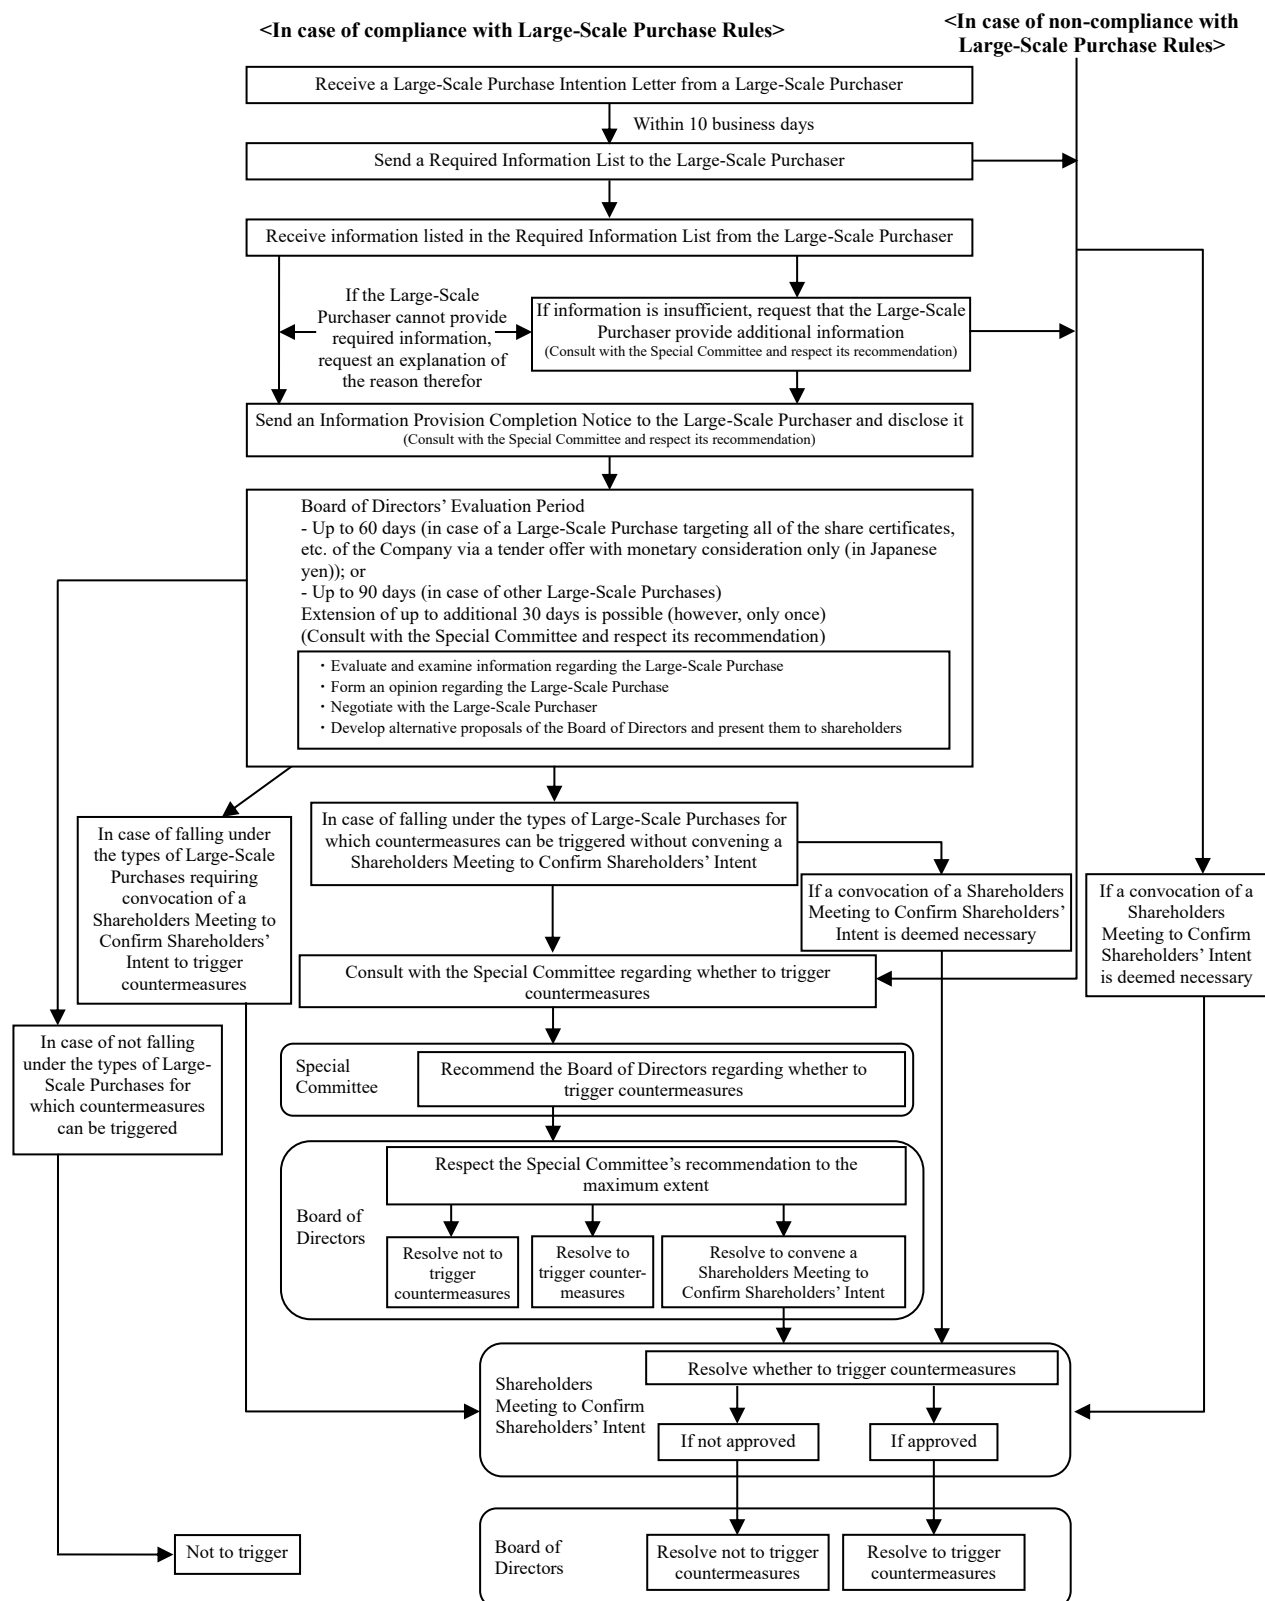 <In case of compliance with Large-Scale Purchase Rules>
<In case of non-compliance with
Large-Scale Purchase Rules>
Receive a Large-Scale Purchase Intention Letter from a Large-Scale Purchaser
Within 10 business days
Send a Required Information List to the Large-Scale Purchaser
Receive information listed in the Required Information List from the Large-Scale Purchaser
If the Large-Scale
Purchaser cannot provide
required information,
request an explanation of
the reason therefor
If information is insufficient, request that the Large-Scale
Purchaser provide additional information
(Consult with the Special Committee and respect its recommendation)
Send an Information Provision Completion Notice to the Large-Scale Purchaser and disclose it
(Consult with the Special Committee and respect its recommendation)
Board of Directors’ Evaluation Period
- Up to 60 days (in case of a Large-Scale Purchase targeting all of the share certificates,
etc. of the Company via a tender offer with monetary consideration only (in Japanese
yen)); or
- Up to 90 days (in case of other Large-Scale Purchases)
Extension of up to additional 30 days is possible (however, only once)
(Consult with the Special Committee and respect its recommendation)
・Evaluate and examine information regarding the Large-Scale Purchase
・Form an opinion regarding the Large-Scale Purchase
・Negotiate with the Large-Scale Purchaser
・Develop alternative proposals of the Board of Directors and present them to shareholders
In case of falling under
the types of Large-Scale
Purchases requiring
convocation of a
Shareholders Meeting to
Confirm Shareholders’
Intent to trigger
countermeasures
In case of falling under the types of Large-Scale Purchases for
which countermeasures can be triggered without convening a
Shareholders Meeting to Confirm Shareholders’ Intent
If a convocation of a Shareholders
Meeting to Confirm Shareholders’
Intent is deemed necessary
If a convocation of a
Shareholders
Meeting to Confirm
Shareholders’ Intent
is deemed necessary
Consult with the Special Committee regarding whether to trigger
countermeasures
In case of not falling
under the types of Large-
Scale Purchases for
which countermeasures
can be triggered
Special
Committee
Recommend the Board of Directors regarding whether to
trigger countermeasures
Board of
Directors
Respect the Special Committee’s recommendation to the
maximum extent
Resolve not to
trigger
countermeasures
Resolve to
trigger counter-
measures
Resolve to convene a
Shareholders Meeting to
Confirm Shareholders’ Intent
Shareholders
Meeting to Confirm
Shareholders’ Intent
Resolve whether to trigger countermeasures
If not approved
If approved
Not to trigger
Board of
Directors
Resolve not to trigger
countermeasures
Resolve to trigger
countermeasures